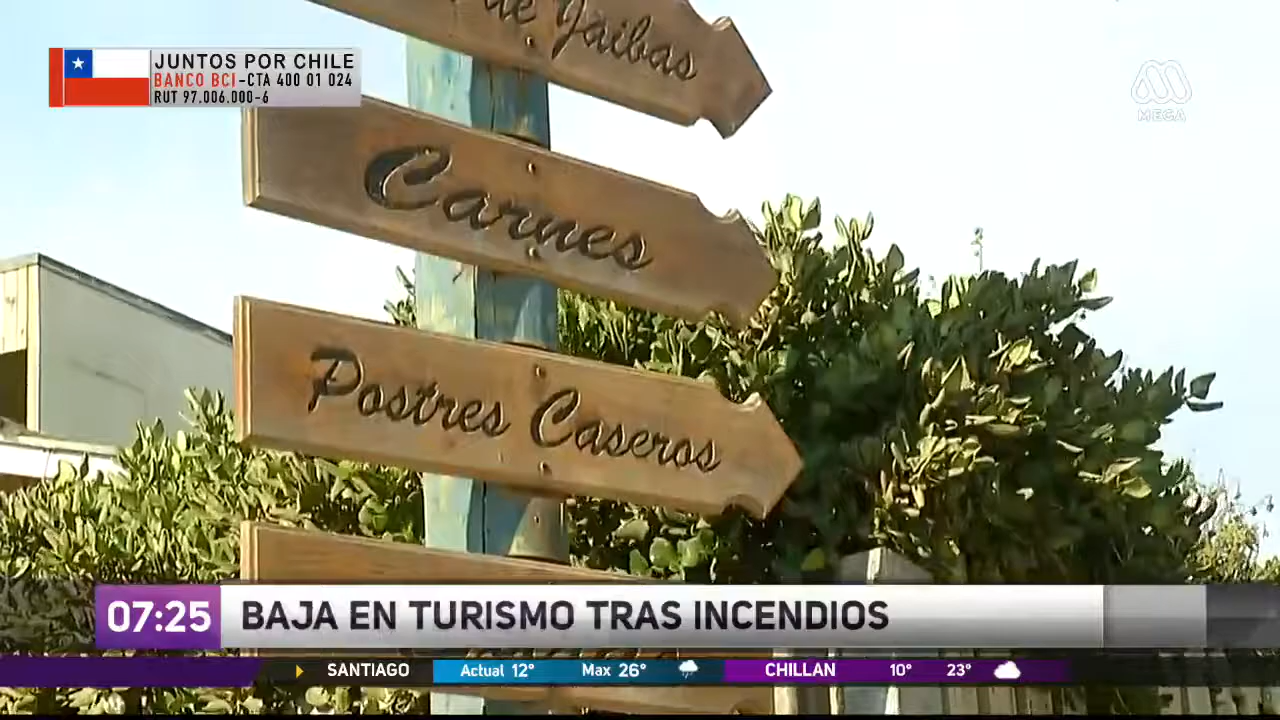 de Jaibas
JUNTOS POR CHILE
BANCO BCI-CTA 400 01 024
RUT 97.006.000-6
MEGA
Carnes
Postres Caseros
07:25 BAJA EN TURISMO TRAS INCENDIOS
SANTIAGO Actual 12° Max 26° CHILLAN 10° 23°